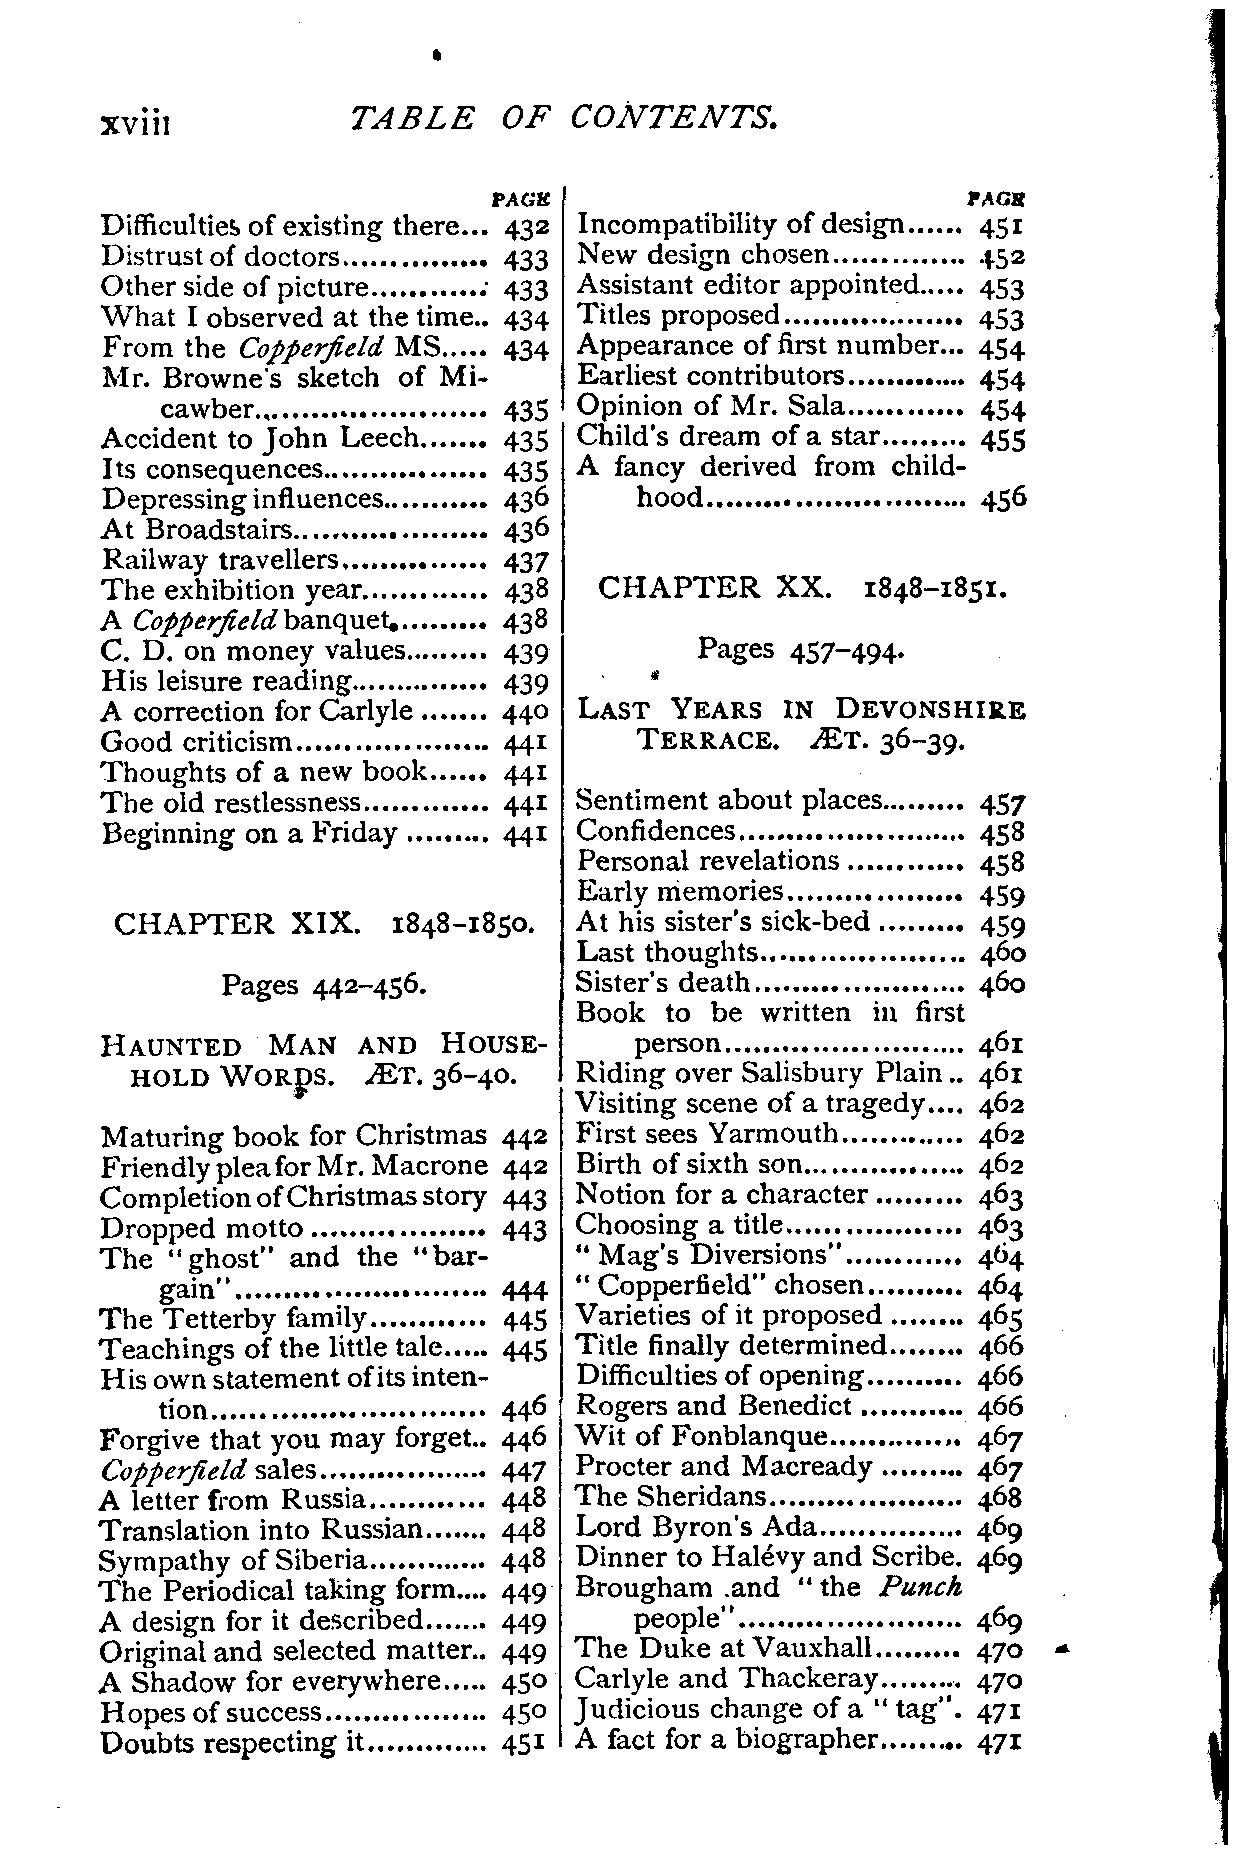 xviii TABLE OF CONTENTS.
PAGE
Difficulties of existing there... 432
Distrust of doctors............... 433
Other side of picture............ 433
What I observed at the time.. 434
From the Copperfield MS..... 434
Mr. Browne's sketch of Mi-
cawber........................ 435
Accident to John Leech....... 435
Its consequences................. 435
Depressing influences........... 436
At Broadstairs.................... 436
Railway travellers............... 437
The exhibition year............. 438
A Copperfield banquet.......... 438
C. D. on money values......... 439
His leisure reading............... 439
A correction for Carlyle ....... 440
Good criticism.................... 441
Thoughts of a new book...... 441
The old restlessness............. 441
Beginning on a Friday ......... 441
CHAPTER XIX. 1848-1850.
Pages 442-456.
HAUNTED MAN AND HOUSE-
HOLD WORDS. ÆT. 36-40.
Maturing book for Christmas 442
Friendly plea for Mr. Macrone 442
Completion of Christmas story 443
Dropped motto .................. 443
The "ghost" and the "bar-
gain".......................... 444
The Tetterby family............ 445
Teachings of the little tale..... 445
His own statement of its inten-
tion............................ 446
Forgive that you may forget.. 446
Copperfield sales................. 447
A letter from Russia............ 448
Translation into Russian....... 448
Sympathy of Siberia............. 448
The Periodical taking form.... 449
A design for it described....... 449
Original and selected matter.. 449
A Shadow for everywhere..... 450
Hopes of success................. 450
Doubts respecting it............. 451
PAGE
Incompatibility of design...... 451
New design chosen.............. 452
Assistant editor appointed..... 453
Titles proposed................... 453
Appearance of first number... 454
Earliest contributors............. 454
Opinion of Mr. Sala............ 454
Child's dream of a star......... 455
A fancy derived from child-
hood........................... 456
CHAPTER XX. 1848-1851.
Pages 457-494.
LAST YEARS IN DEVONSHIRE
TERRACE. ÆT. 36-39.
Sentiment about places......... 457
Confidences........................ 458
Personal revelations ............ 458
Early memories................... 459
At his sister's sick-bed ......... 459
Last thoughts...................... 460
Sister's death...................... 460
Book to be written in first
person......................... 461
Riding over Salisbury Plain.. 461
Visiting scene of a tragedy.... 462
First sees Yarmouth............. 462
Birth of sixth son................. 462
Notion for a character ......... 463
Choosing a title................... 463
"Mag's Diversions"............ 464
"Copperfield" chosen.......... 464
Varieties of it proposed ........ 465
Title finally determined........ 466
Difficulties of opening.......... 466
Rogers and Benedict ........... 466
Wit of Fonblanque.............. 467
Procter and Macready ......... 467
The Sheridans.................... 468
Lord Byron's Ada............... 469
Dinner to Halévy and Scribe. 469
Brougham and "the Punch
people"....................... 469
The Duke at Vauxhall......... 470
Carlyle and Thackeray......... 470
Judicious change of a "tag". 471
A fact for a biographer......... 471